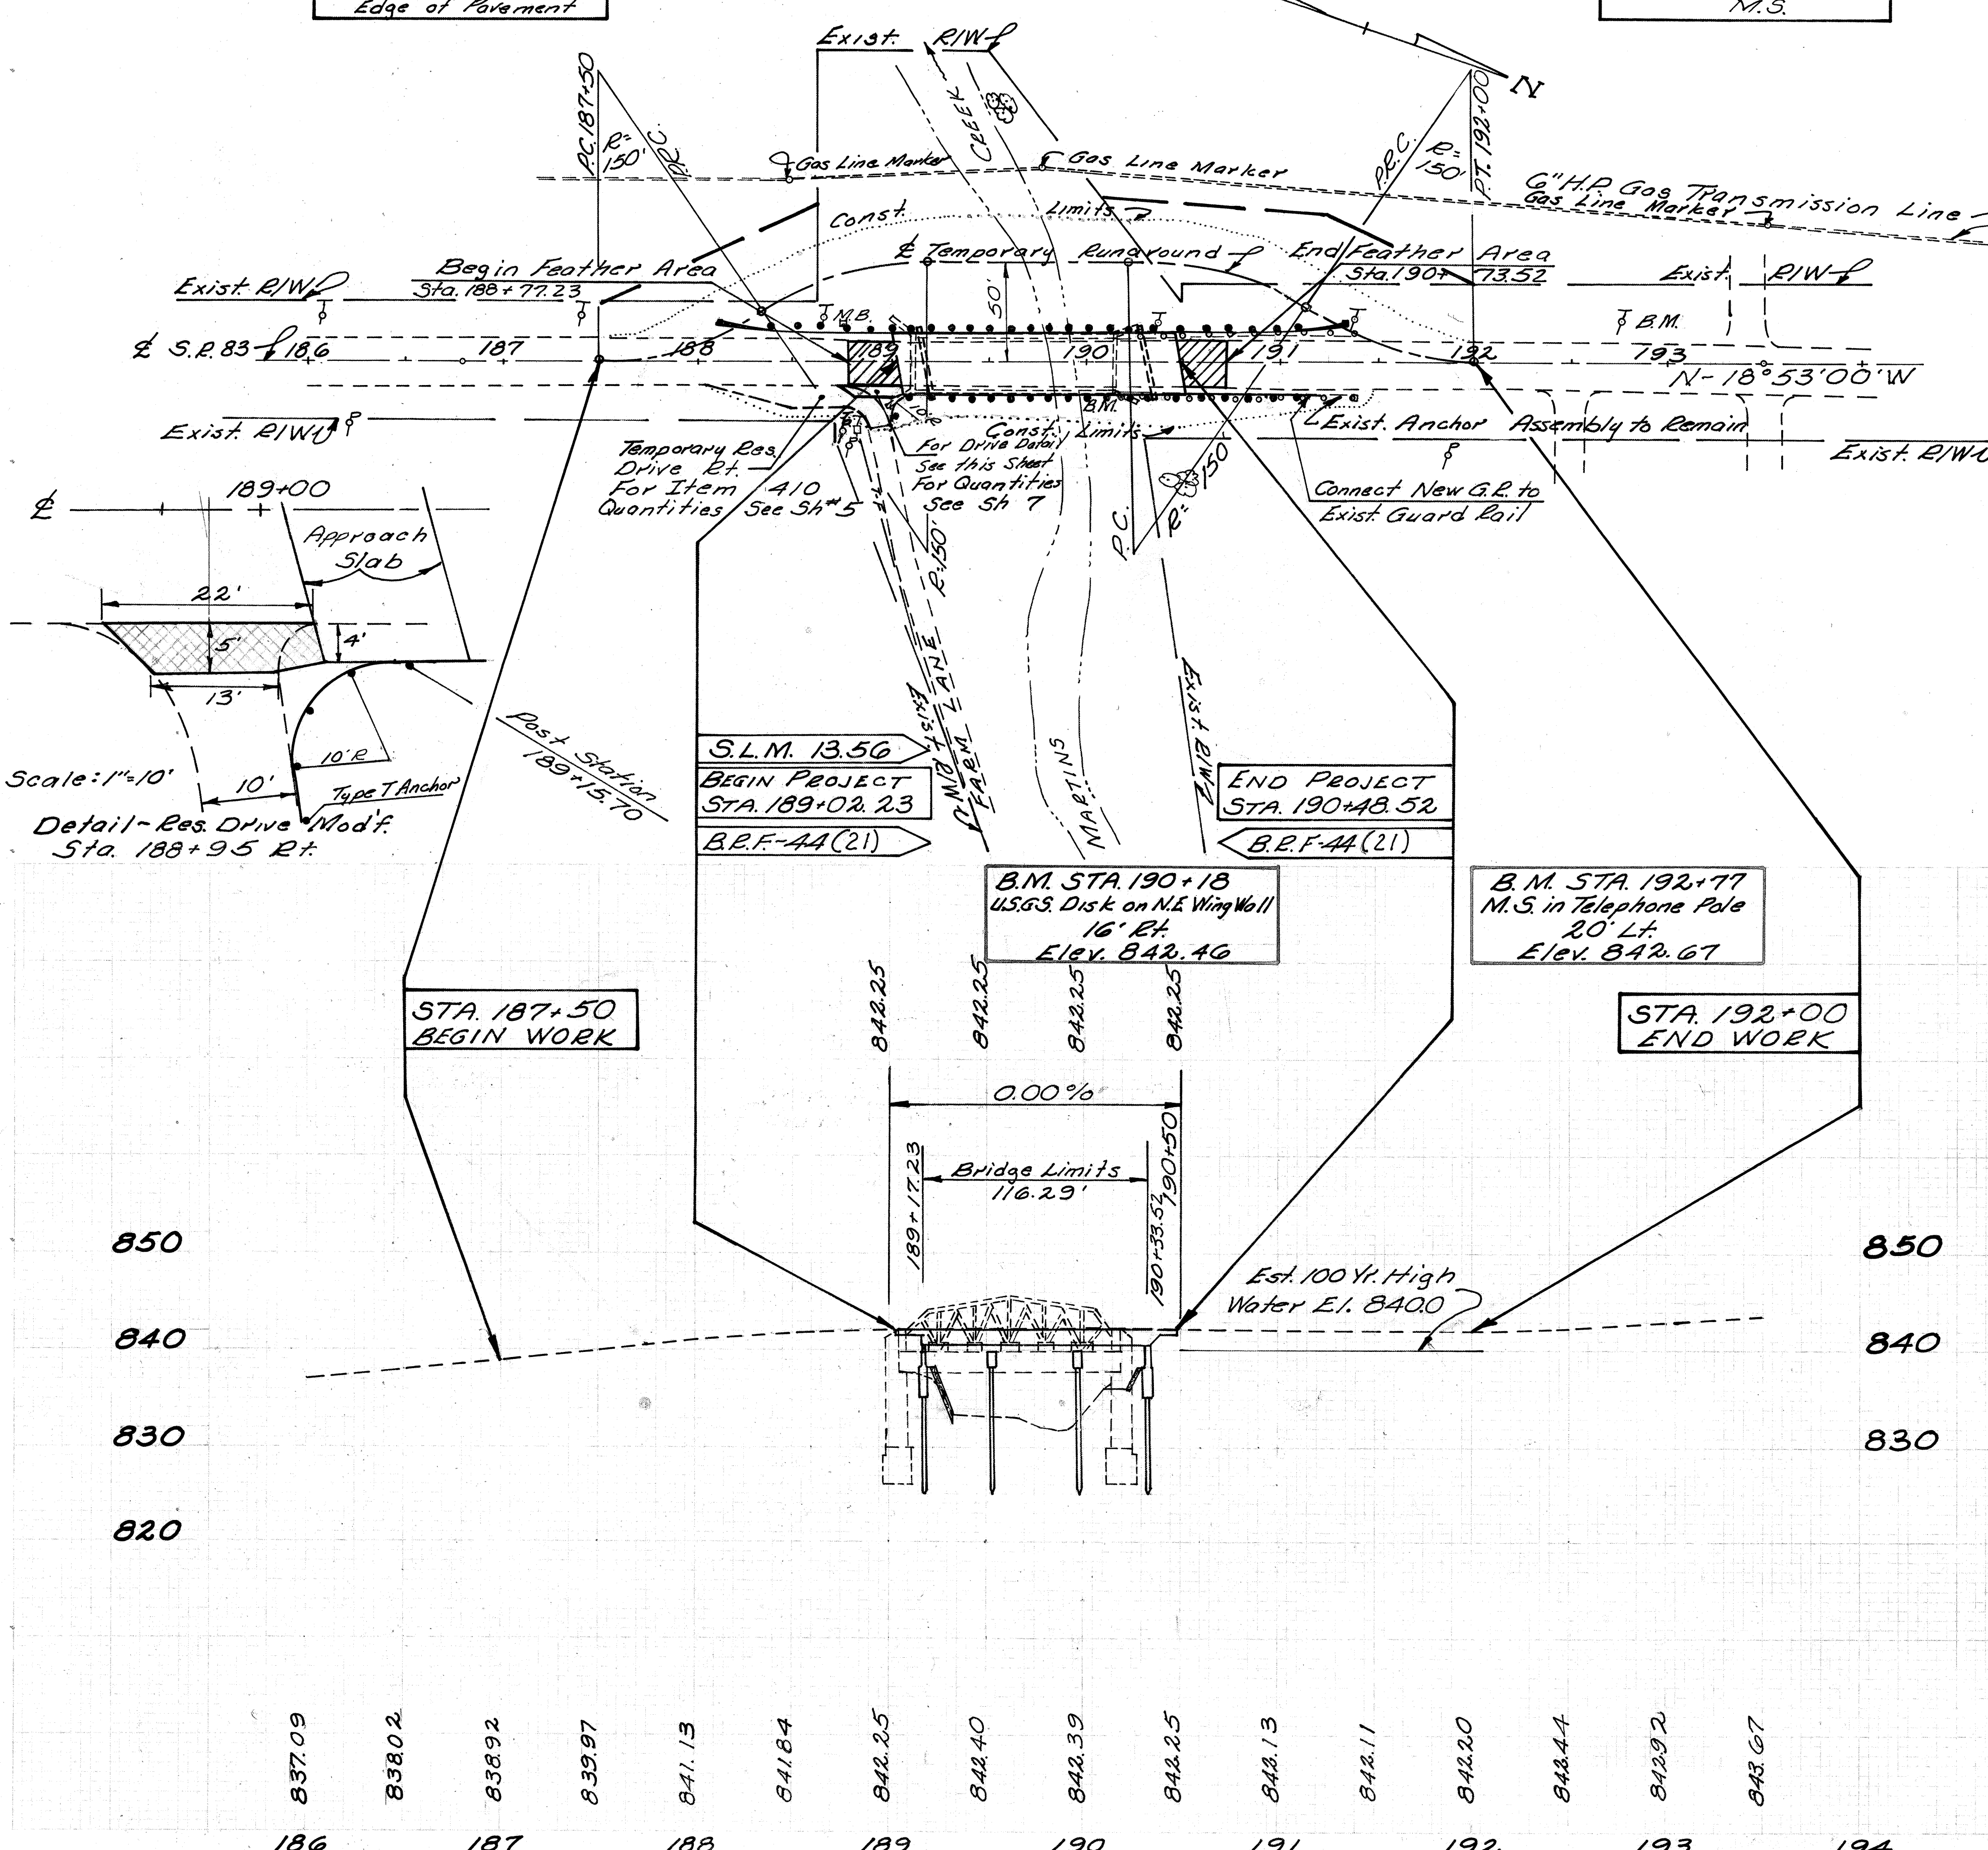 Edge of Pavement
M.S.
Exist. R/W
N
P.C. 187+50
R=
150'
P.R.C.
CREEK
Gas Line Marker
Gas Line Marker
P.R.C.
R=
150'
P.T. 192+00
6" H.P. Gas Transmission Line
Gas Line Marker
Const. Limits
℄ Temporary Runaround
Begin Feather Area
Sta. 188+77.23
End Feather Area
Sta. 190+73.52
Exist. R/W
Exist. R/W
50'
M.B.
B.M.
℄ S.R. 83
186
187
188
189
190
191
192
193
N-18°53'00"W
B.M.
Exist. R/W
Const. Limits
Exist. Anchor Assembly to Remain
Exist. R/W
Temporary Res.
Drive Rt.
For Item 410
Quantities See Sh#5
For Drive Detail
See this Sheet
For Quantities
See Sh 7
Connect New G.R. to
Exist. Guard Rail
R=150'
P.C.
R=150'
℄
189+00
Approach
Slab
22'
5'
4'
13'
10'R
10'
Type T Anchor
Post Station
189+15.70
Scale: 1"=10'
Detail~Res. Drive Mod'f.
Sta. 188+95 Rt.
Exist. R/W
FARM LANE
MARTINS
Exist. R/W
S.L.M. 13.56
BEGIN PROJECT
STA. 189+02.23
B.R.F.-44(21)
END PROJECT
STA. 190+48.52
B.R.F-44(21)
B.M. STA. 190+18
U.S.G.S. Disk on N.E. Wing Wall
16' Rt.
Elev. 842.46
B.M. STA. 192+77
M.S. in Telephone Pole
20' Lt.
Elev. 842.67
STA. 187+50
BEGIN WORK
STA. 192+00
END WORK
842.25
842.25
842.25
842.25
0.00%
189+17.23
Bridge Limits
116.29'
190+33.52
190+50
Est. 100 Yr. High
Water El. 840.0
850
850
840
840
830
830
820
837.09
838.02
838.92
839.97
841.13
841.84
842.25
842.40
842.39
842.25
842.13
842.11
842.20
842.44
842.92
843.67
186
187
188
189
190
191
192
193
194